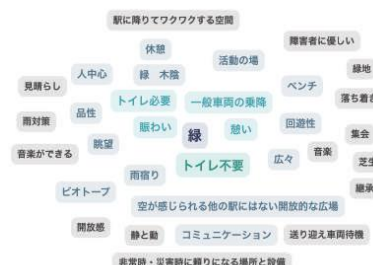 駅に降りてワクワクする空間
休憩
活動の場
障害者に優しい
人中心
緑　木陰
緑地
見晴らし
トイレ必要
一般車両の乗降
ベンチ
品性
雨対策
賑わい
緑
憩い
回遊性
集会
音楽ができる
眺望
トイレ不要
広々
音楽
雨宿り
ビオトープ
空が感じられる他の駅にはない開放的な広場
開放感
静と動
コミュニケーション
送り迎え車両待機
非常時・災害時に頼りになる場所と設備